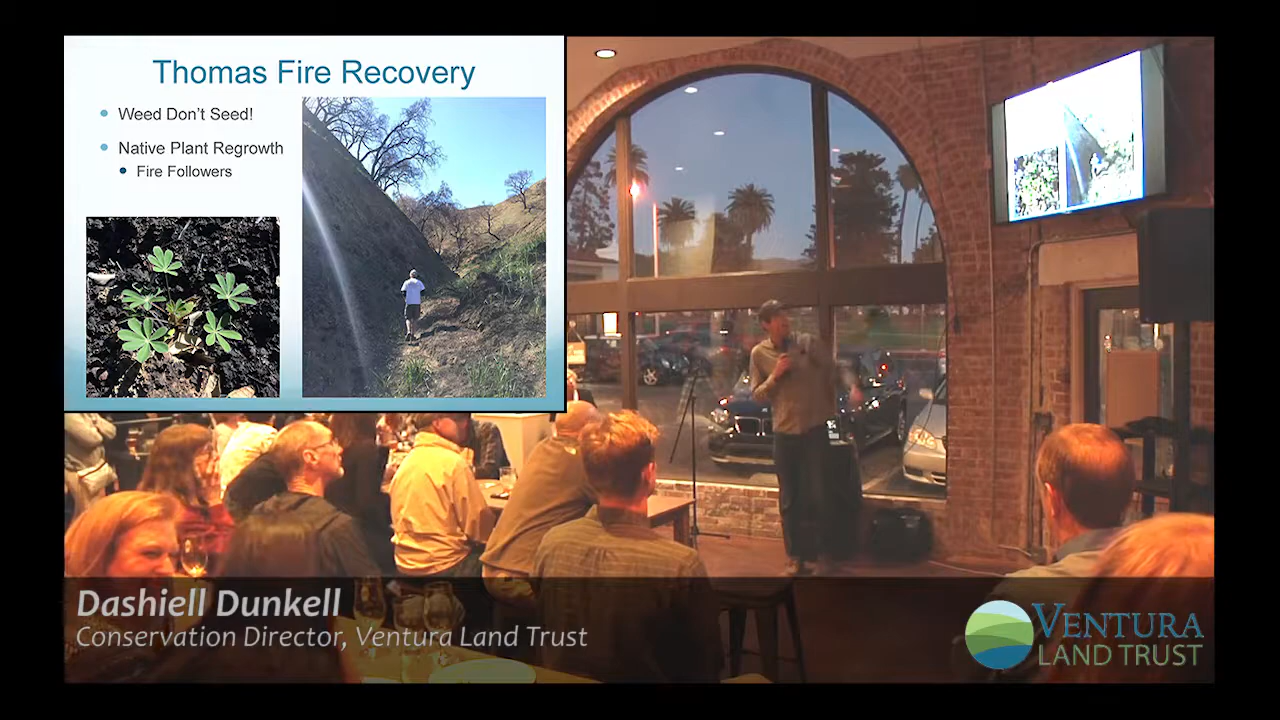 Thomas Fire Recovery
Weed Don't Seed!
Native Plant Regrowth
Fire Followers
Dashiell Dunkell
Conservation Director, Ventura Land Trust
VENTURA
LAND TRUST